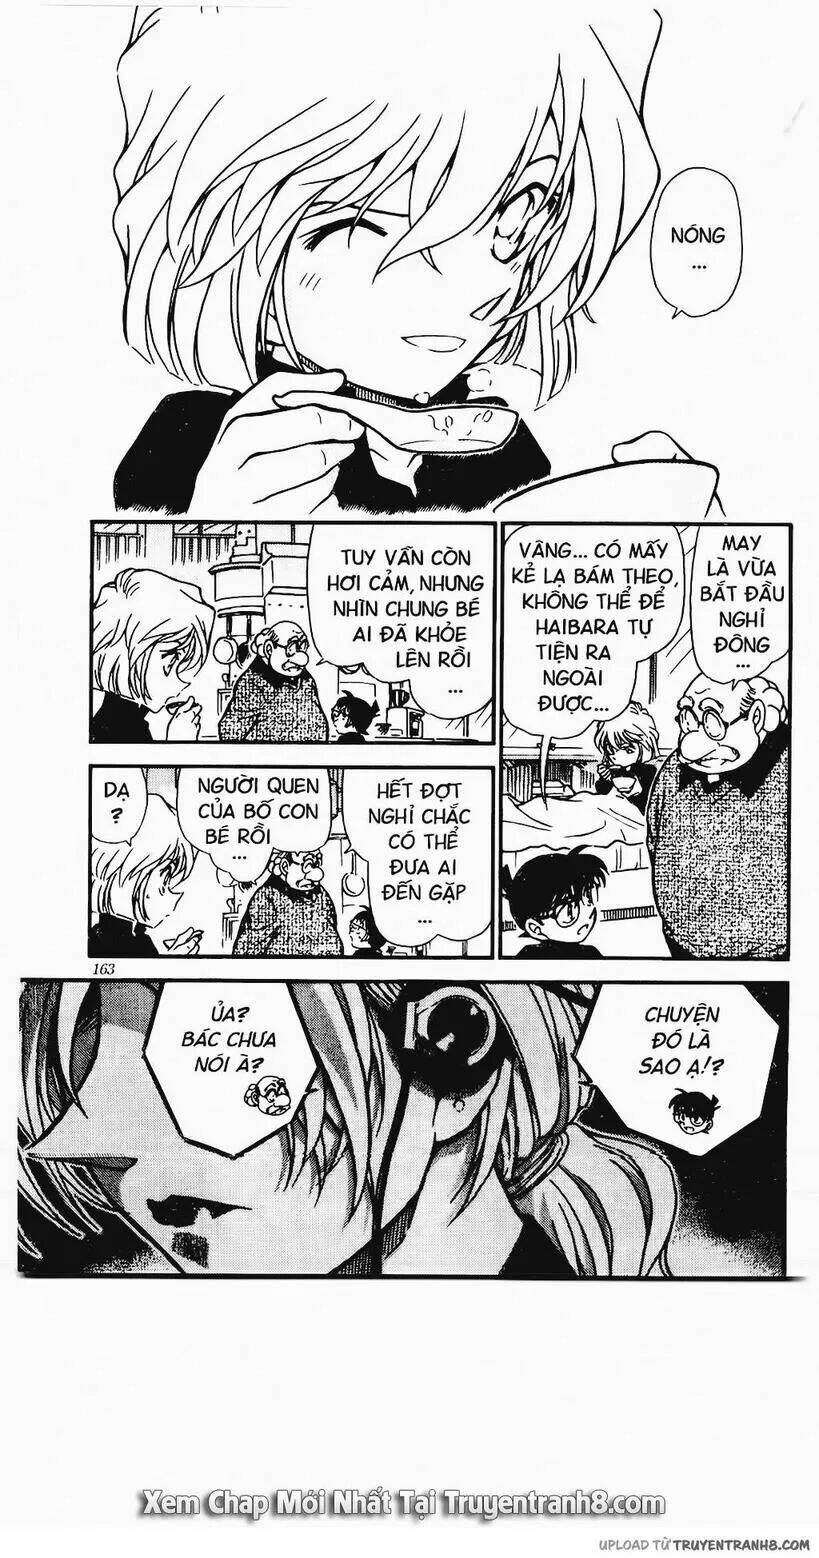 NÓNG
...
MAY
LÀ VỪA
BẮT ĐẦU
NGHỈ
ĐÔNG
...
VÂNG... CÓ MẤY
KẺ LẠ BÁM THEO,
KHÔNG THỂ ĐỂ
HAIBARA TỰ
TIỆN RA
NGOÀI
ĐƯỢC...
TUY VẪN CÒN
HƠI CẢM, NHƯNG
NHÌN CHUNG BÉ
AI ĐÃ KHỎE
LÊN RỒI
...
HẾT ĐỢT
NGHỈ CHẮC
CÓ THỂ
ĐƯA AI
ĐẾN GẶP
...
NGƯỜI QUEN
CỦA BỐ CON
BÉ RỒI
...
DẠ
?
163
CHUYỆN
ĐÓ LÀ
SAO Ạ!?
ỦA?
BÁC CHƯA
NÓI À?
Xem Chap Mới Nhất Tại Truyentranh8.com
UPLOAD TỪ TRUYENTRANH8.COM